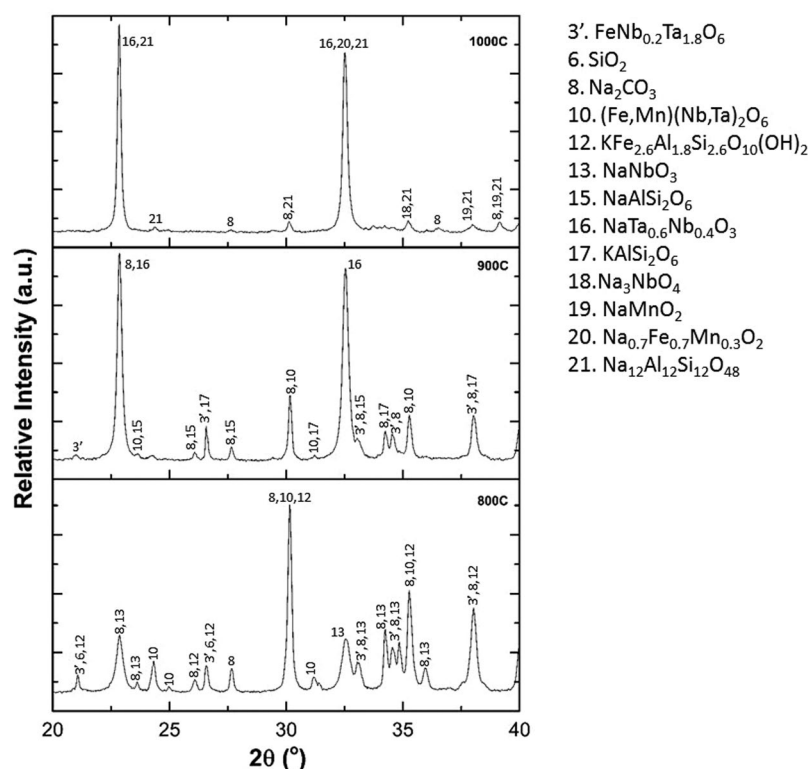 16,21
16,20,21
1000C
21
8
8,21
18,21
8
19,21
8,19,21
8,16
16
900C
3’
10,15
8,15
3’,17
8,15
8,10
10,17
3’,8,15
8,17
3’,8
8,10
3’,8,17
8,10,12
800C
3’,6,12
8,13
8,13
10
10
8,12
3’,6,12
8
10
13
3’,8,13
8,13
3’,8,13
8,10,12
8,13
3’,8,12
20 25 30 35 40
2θ (°)
Relative Intensity (a.u.)
3’. FeNb₀.₂Ta₁.₈O₆
6. SiO₂
8. Na₂CO₃
10. (Fe,Mn)(Nb,Ta)₂O₆
12. KFe₂.₆Al₁.₈Si₂.₆O₁₀(OH)₂
13. NaNbO₃
15. NaAlSi₂O₆
16. NaTa₀.₆Nb₀.₄O₃
17. KAlSi₂O₆
18. Na₃NbO₄
19. NaMnO₂
20. Na₀.₇Fe₀.₇Mn₀.₃O₂
21. Na₁₂Al₁₂Si₁₂O₄₈